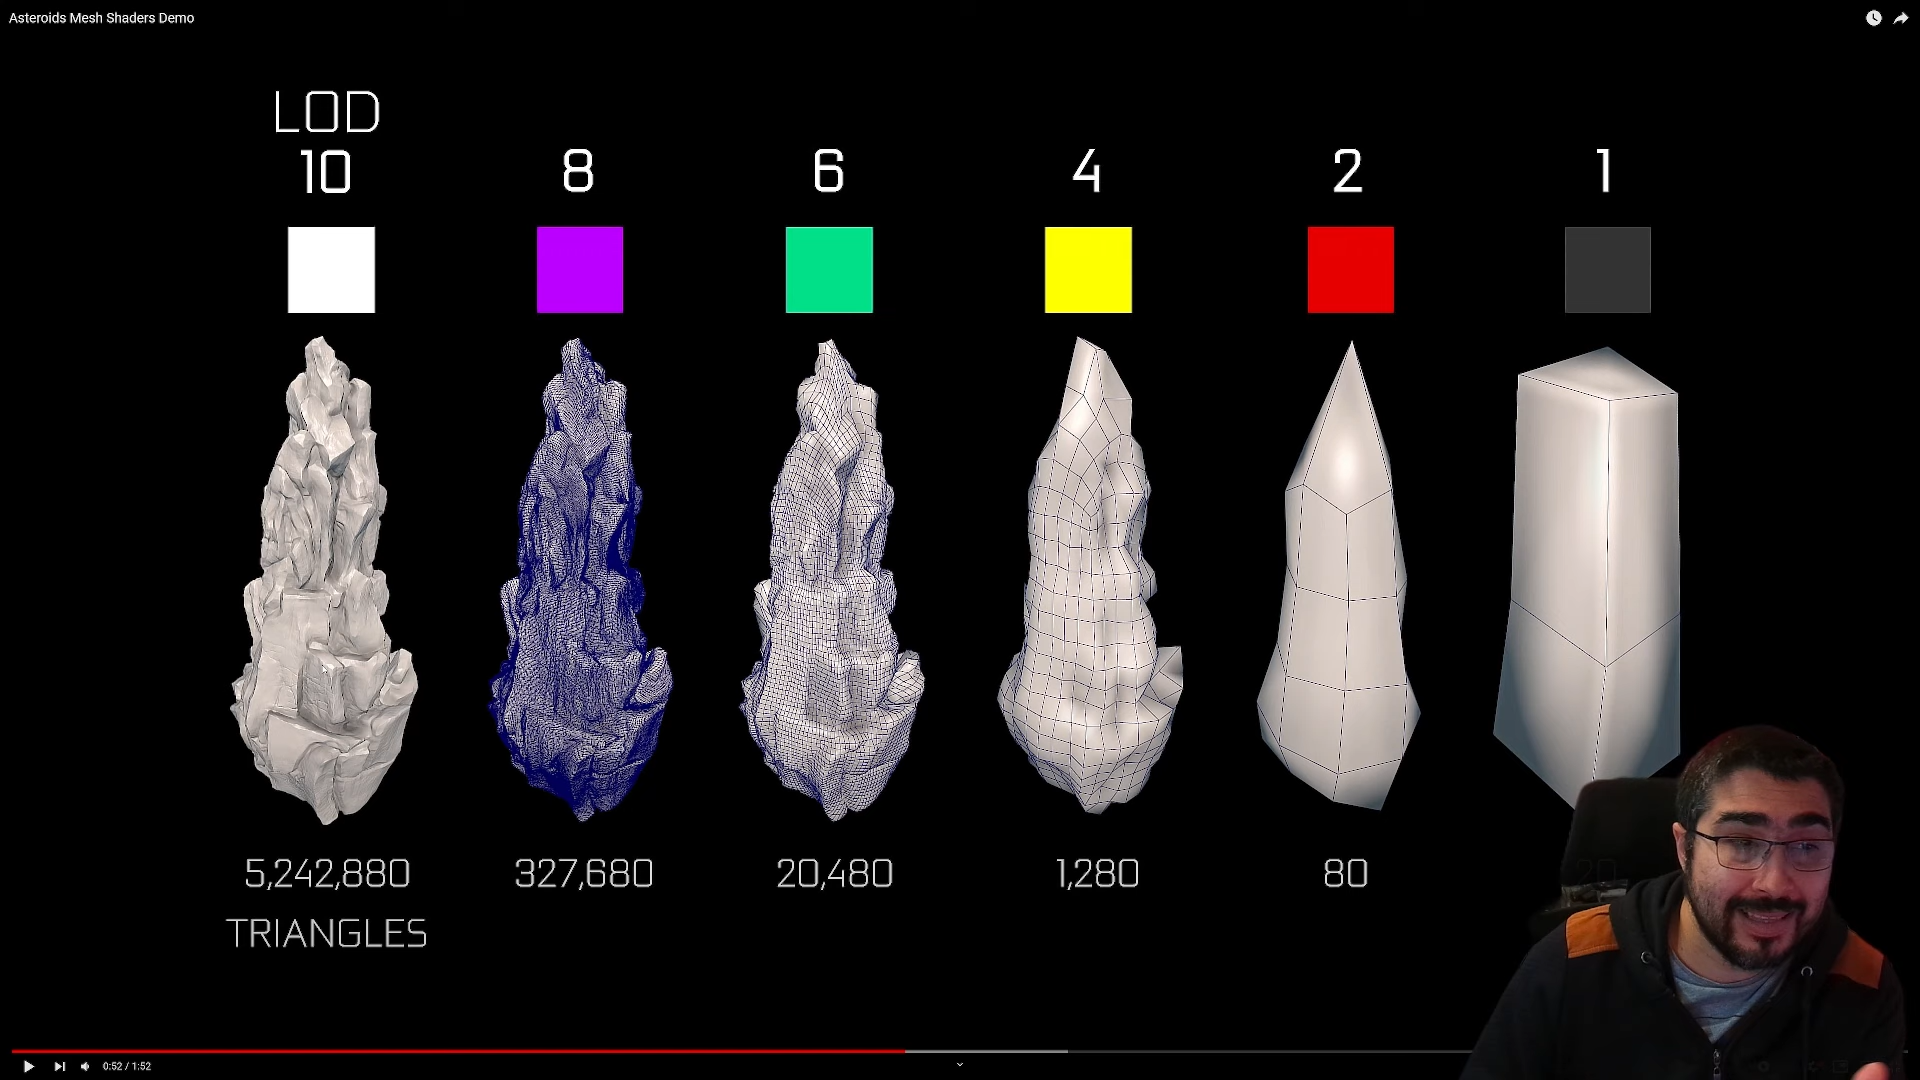 Asteroids Mesh Shaders Demo
LOD
10 8 6 4 2 1
5,242,880 327,680 20,480 1,280 80 20
TRIANGLES
0:52 / 1:52